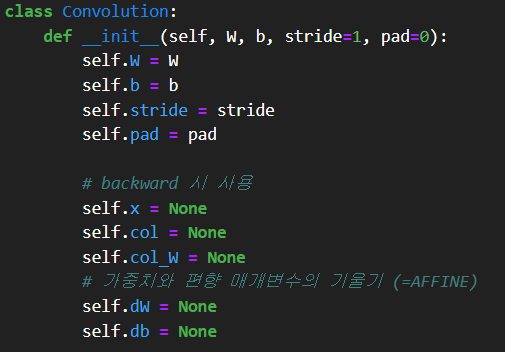 class Convolution:
    def __init__(self, W, b, stride=1, pad=0):
        self.W = W
        self.b = b
        self.stride = stride
        self.pad = pad

        # backward 시 사용
        self.x = None
        self.col = None
        self.col_W = None
        # 가중치와 편향 매개변수의 기울기 (=AFFINE)
        self.dW = None
        self.db = None